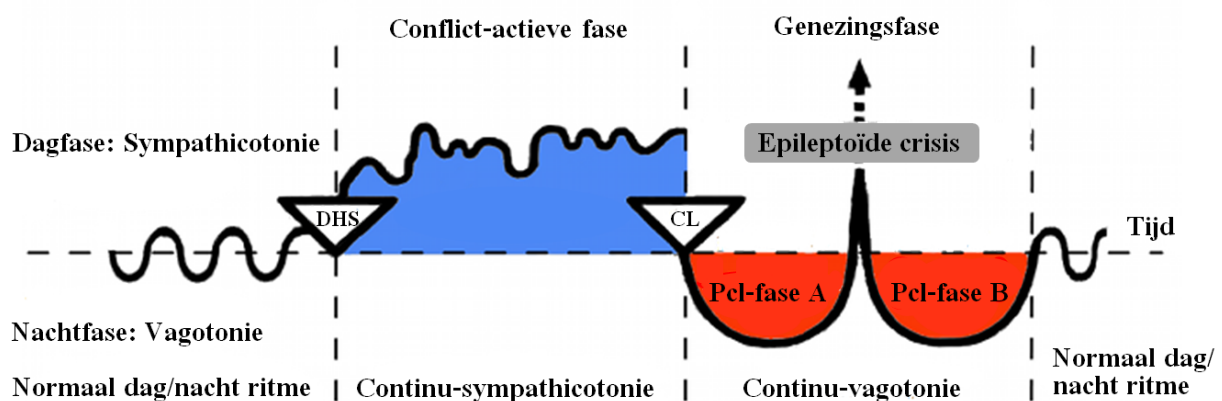 Conflict-actieve fase
Genezingsfase
Dagfase: Sympathicotonie
Epileptoïde crisis
DHS
CL
Tijd
Pcl-fase A
Pcl-fase B
Nachtfase: Vagotonie
Normaal dag/nacht ritme
Continu-sympathicotonie
Continu-vagotonie
Normaal dag/
nacht ritme